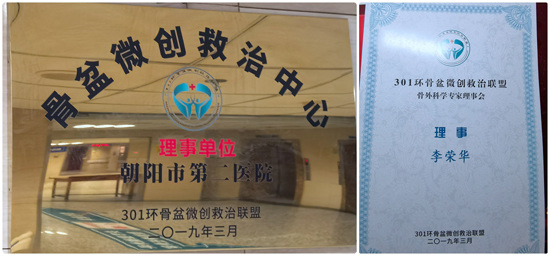 骨盆微创救治中心
理事单位
朝阳市第二医院
301环骨盆微创救治联盟
二〇一九年三月
301环骨盆微创救治联盟
骨外科学专家理事会
理事
李荣华
301环骨盆微创救治联盟
二〇一九年三月